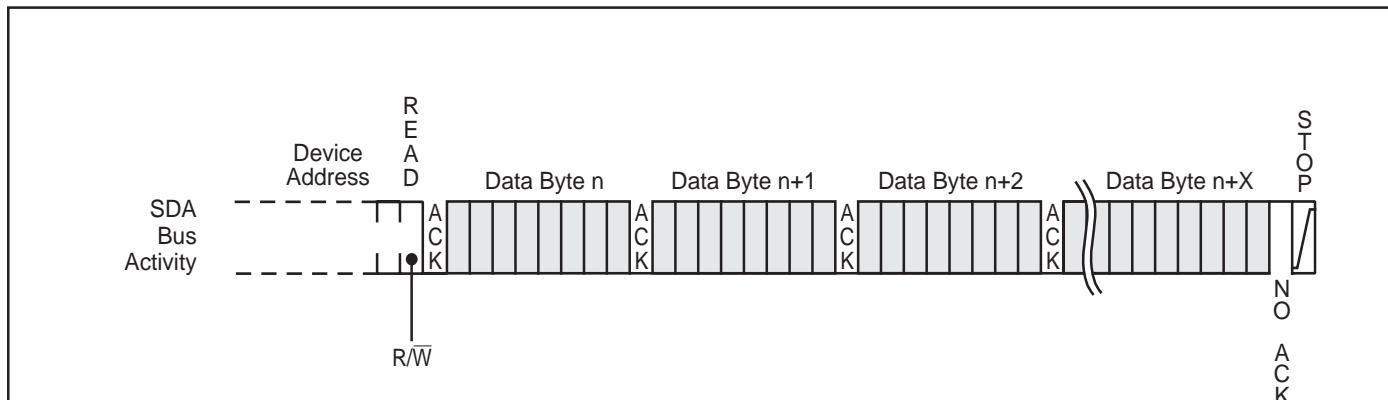 READ
STOP
Device
Address
Data Byte n
Data Byte n+1
Data Byte n+2
Data Byte n+X
SDA
Bus
Activity
ACK
ACK
ACK
ACK
R/W̅
NO ACK